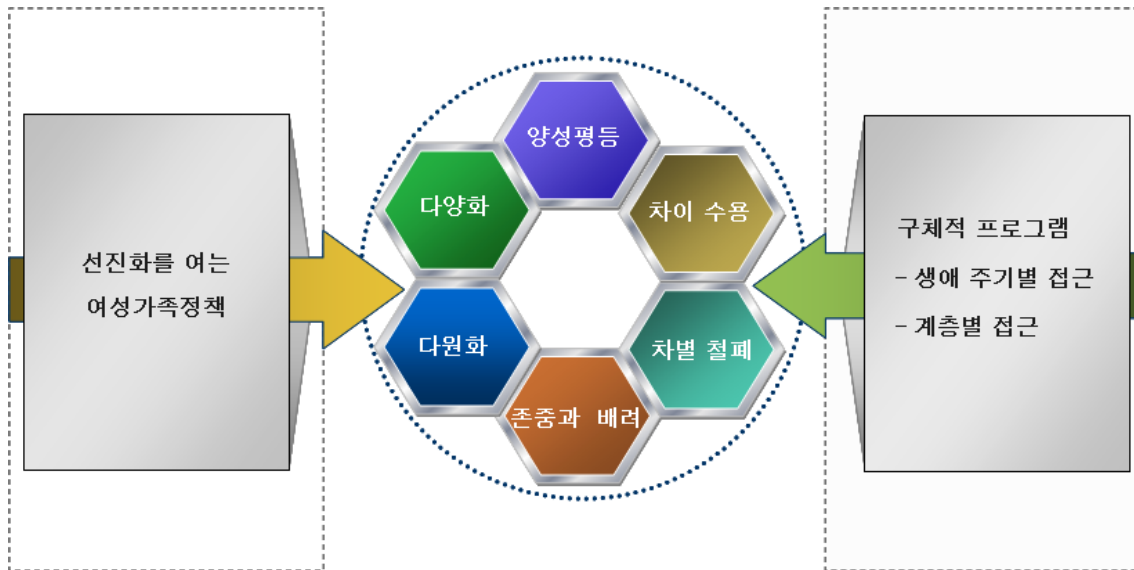 선진화를 여는
여성가족정책
양성평등
다양화
차이 수용
다원화
차별 철폐
존중과 배려
구체적 프로그램
- 생애 주기별 접근
- 계층별 접근